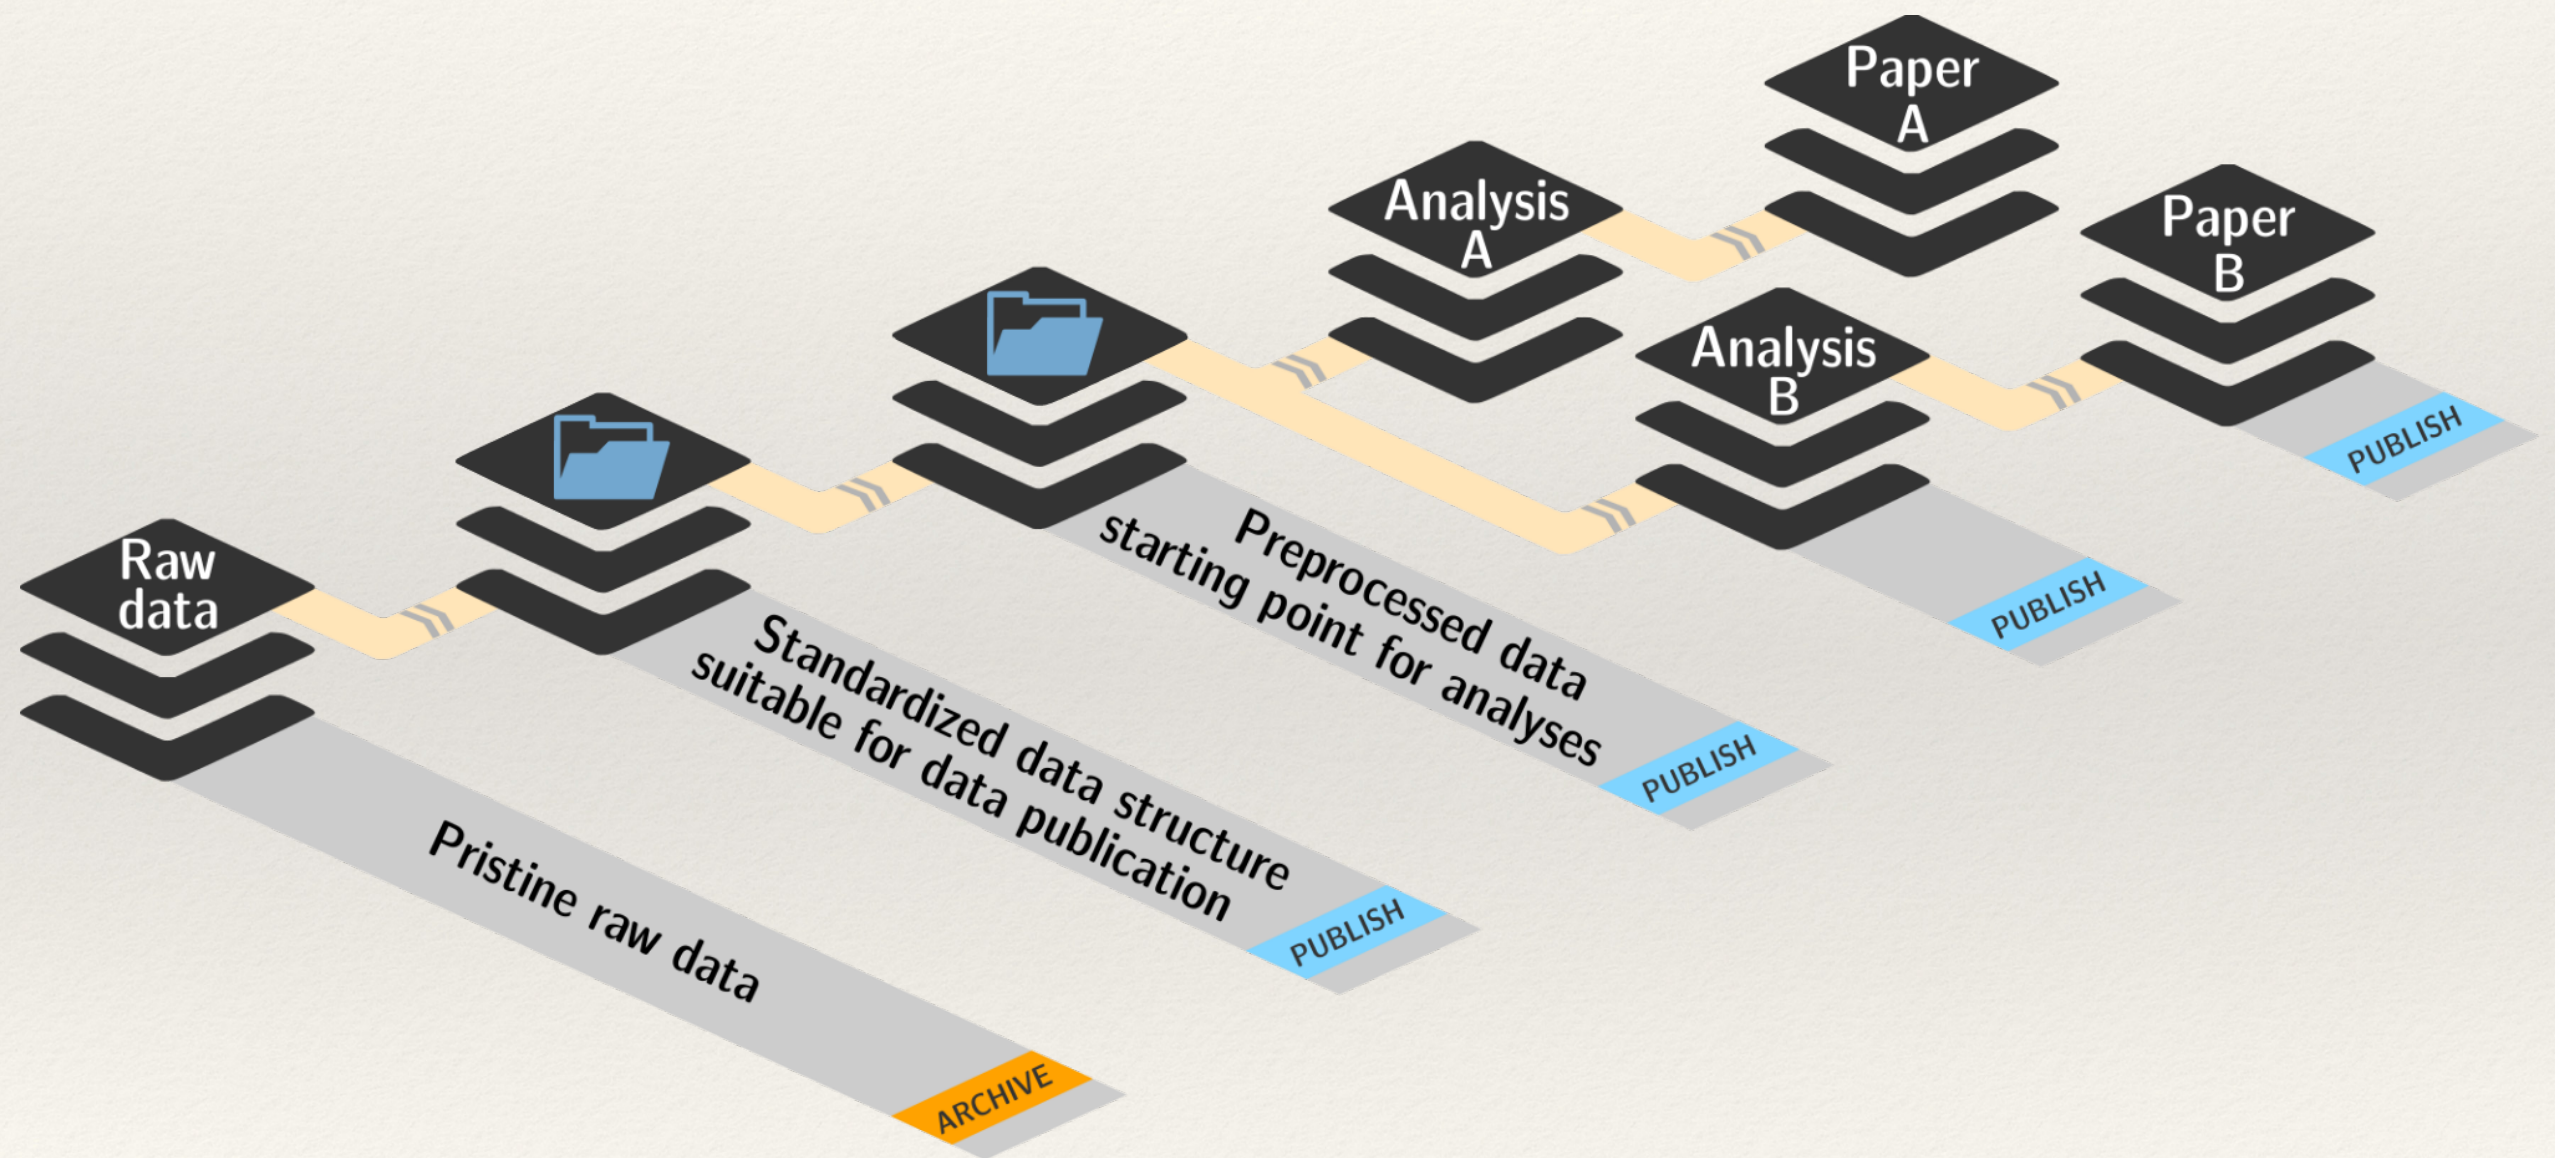 Paper
A
Analysis
A
Paper
B
Analysis
B
PUBLISH
Raw
data
Preprocessed data
starting point for analyses
PUBLISH
Standardized data structure
suitable for data publication
PUBLISH
Pristine raw data
PUBLISH
ARCHIVE